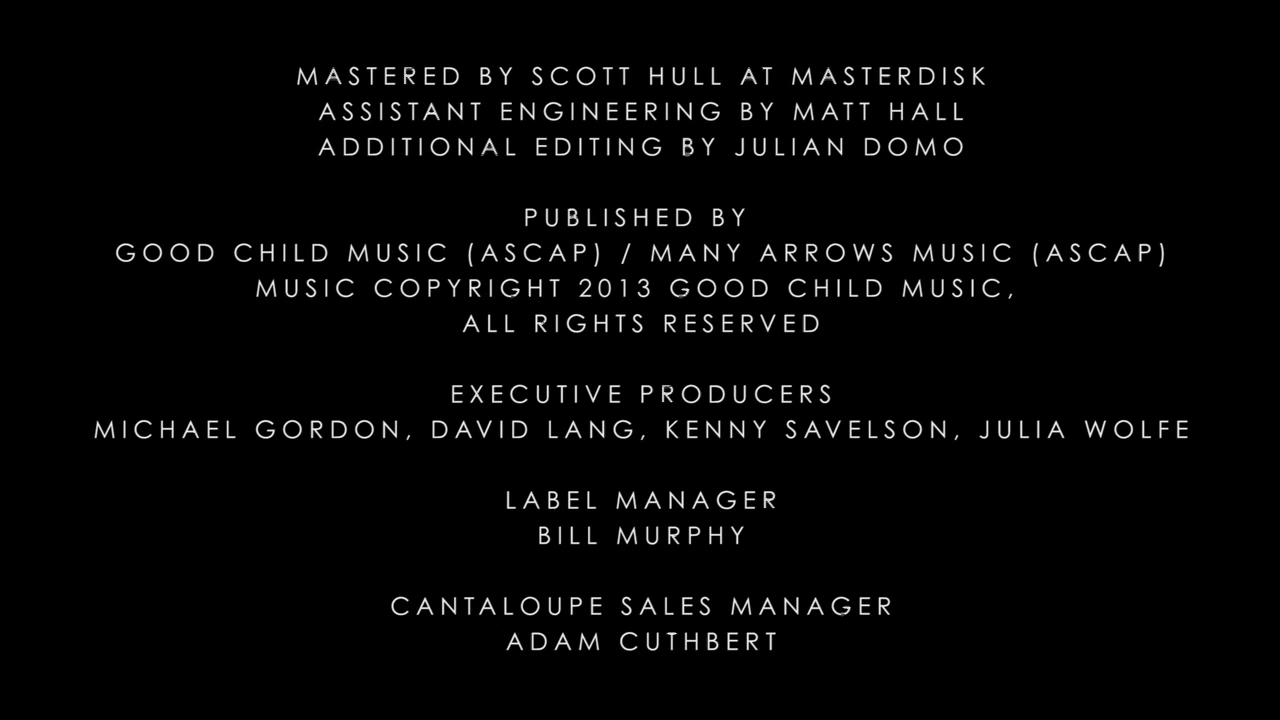 MASTERED BY SCOTT HULL AT MASTERDISK
ASSISTANT ENGINEERING BY MATT HALL
ADDITIONAL EDITING BY JULIAN DOMO
PUBLISHED BY
GOOD CHILD MUSIC (ASCAP) / MANY ARROWS MUSIC (ASCAP)
MUSIC COPYRIGHT 2013 GOOD CHILD MUSIC,
ALL RIGHTS RESERVED
EXECUTIVE PRODUCERS
MICHAEL GORDON, DAVID LANG, KENNY SAVELSON, JULIA WOLFE
LABEL MANAGER
BILL MURPHY
CANTALOUPE SALES MANAGER
ADAM CUTHBERT